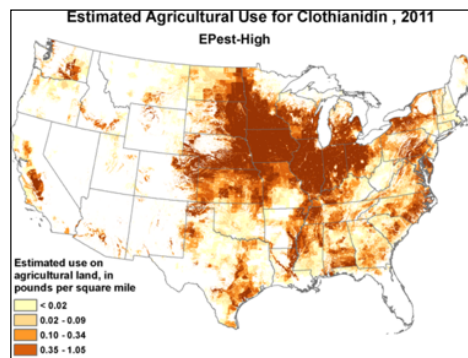 Estimated Agricultural Use for Clothianidin , 2011
EPest-High
Estimated use on
agricultural land, in
pounds per square mile
< 0.02
0.02 - 0.09
0.10 - 0.34
0.35 - 1.05